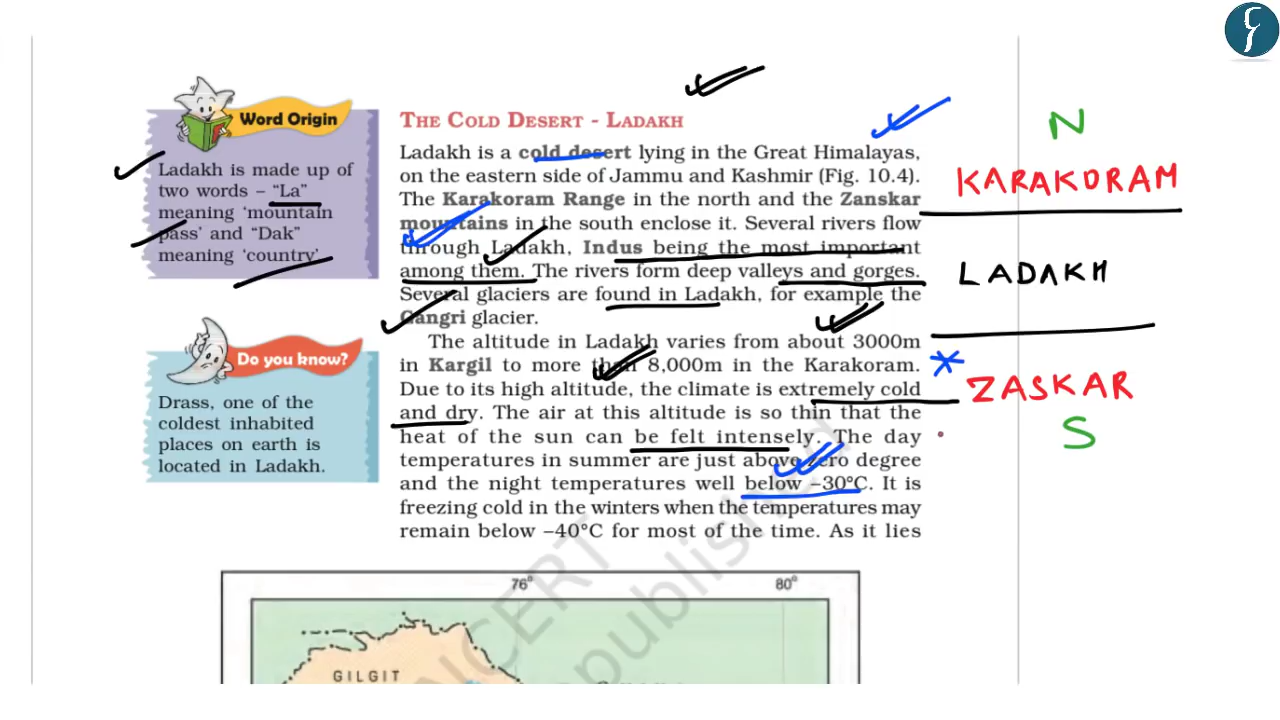 Word Origin
Ladakh is made up of
two words – “La”
meaning ‘mountain
pass’ and “Dak”
meaning ‘country’.
Do you know?
Drass, one of the
coldest inhabited
places on earth is
located in Ladakh.
THE COLD DESERT - LADAKH
Ladakh is a cold desert lying in the Great Himalayas,
on the eastern side of Jammu and Kashmir (Fig. 10.4).
The Karakoram Range in the north and the Zanskar
mountains in the south enclose it. Several rivers flow
through Ladakh, Indus being the most important
among them. The rivers form deep valleys and gorges.
Several glaciers are found in Ladakh, for example the
Gangri glacier.
The altitude in Ladakh varies from about 3000m
in Kargil to more than 8,000m in the Karakoram.
Due to its high altitude, the climate is extremely cold
and dry. The air at this altitude is so thin that the
heat of the sun can be felt intensely. The day
temperatures in summer are just above zero degree
and the night temperatures well below –30°C. It is
freezing cold in the winters when the temperatures may
remain below –40°C for most of the time. As it lies
N
KARAKORAM
LADAKH
ZASKAR
S
76° 80°
GILGIT
NCERT
published